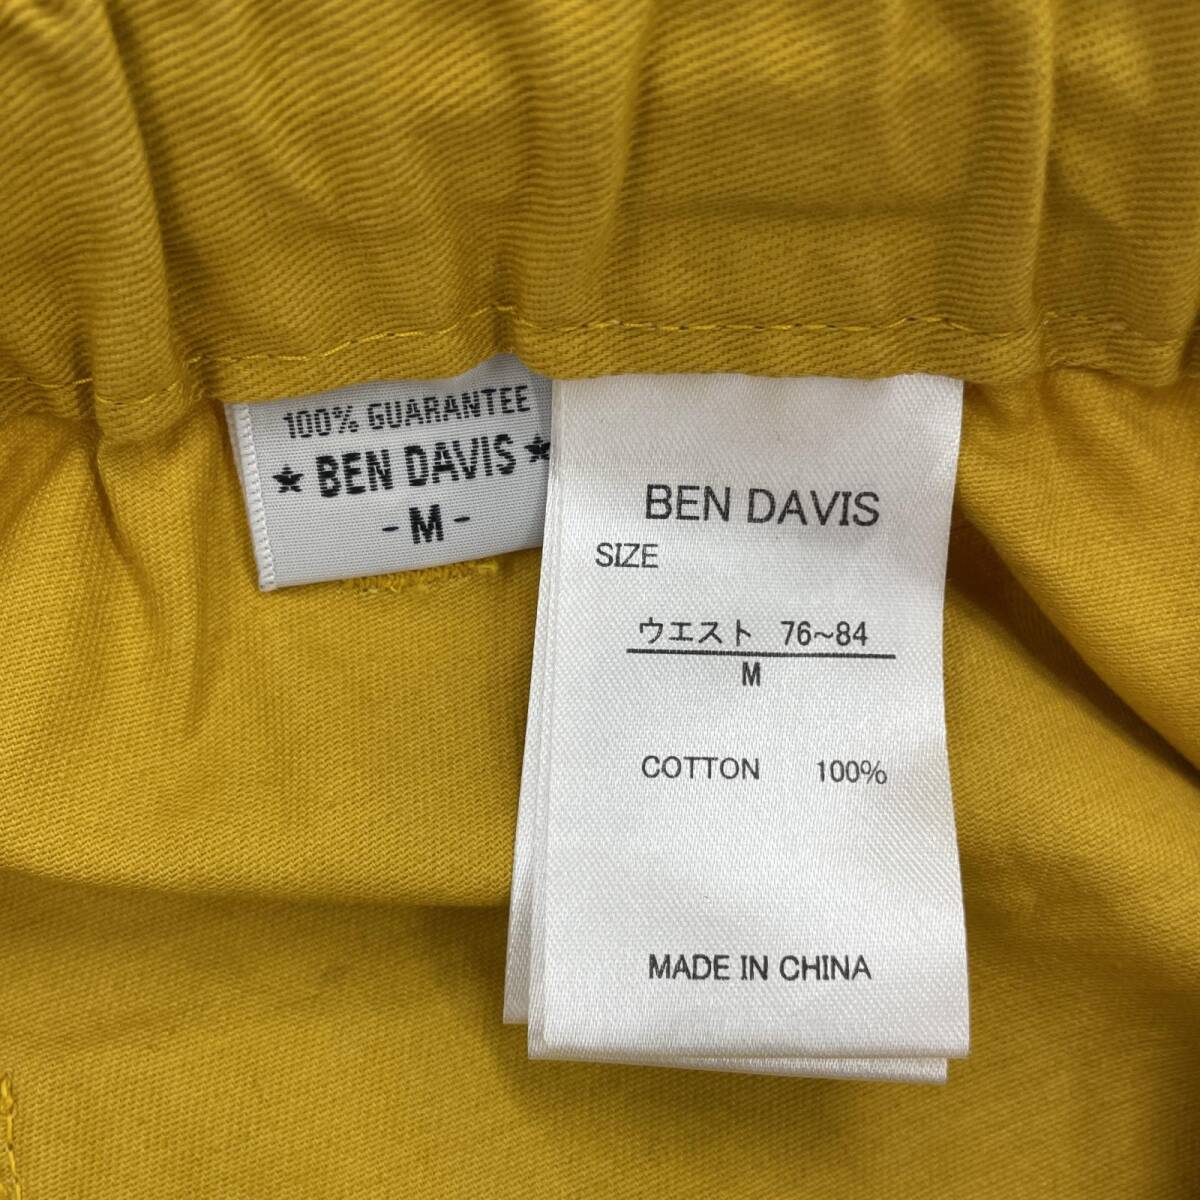 100% GUARANTEE
★ BEN DAVIS ★
- M -
BEN DAVIS
SIZE
ウエスト 76~84
M
COTTON 100%
MADE IN CHINA